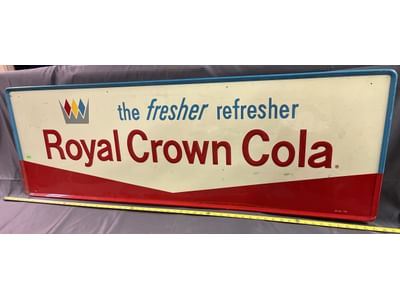 the fresher refresher
Royal Crown Cola